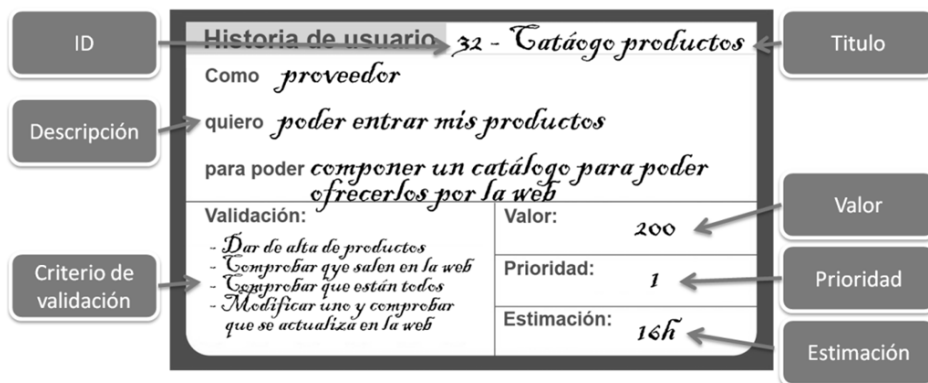 ID
Historia de usuario 32 - Catáogo productos
Titulo
Como proveedor
Descripción
quiero poder entrar mis productos
para poder componer un catálogo para poder
ofrecerlos por la web
Validación:
- Dar de alta de productos
- Comprobar qye salen en la web
- Comprobar que están todos
- Modificar uno y comprobar
que se actualiza en la web
Criterio de
validación
Valor:
200
Valor
Prioridad:
1
Prioridad
Estimación:
16h
Estimación